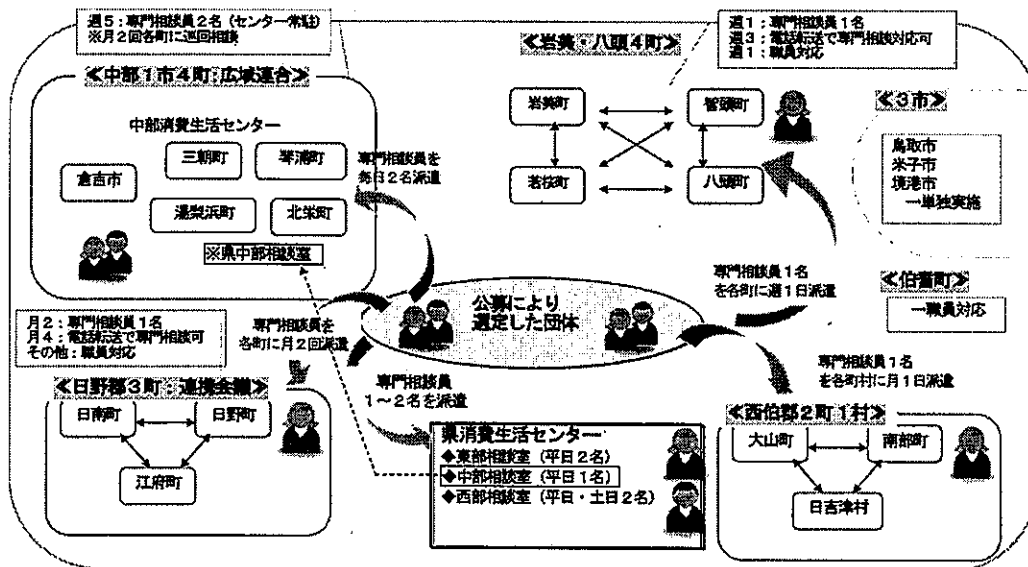 週5：専門相談員2名（センター常駐）
※月2回各町に巡回相談
≪中部1市4町：広域連合≫
中部消費生活センター
三朝町
琴浦町
倉吉市
湯梨浜町
北栄町
※県中部相談室
専門相談員を
毎日2名派遣
≪岩美・八頭4町≫
週1：専門相談員1名
週3：電話転送で専門相談対応可
週1：職員対応
岩美町
智頭町
若桜町
八頭町
≪3市≫
鳥取市
米子市
境港市
―単独実施
≪伯耆町≫
―職員対応
専門相談員1名
を各町に週1日派遣
公募により
選定した団体
月2：専門相談員1名
月4：電話転送で専門相談可
その他：職員対応
専門相談員を
各町に月2回派遣
≪日野郡3町：連携会議≫
日南町
日野町
江府町
専門相談員
1～2名を派遣
県消費生活センター
◆東部相談室（平日2名）
◆中部相談室（平日1名）
◆西部相談室（平日・土日2名）
専門相談員1名
を各町村に月1日派遣
≪西伯郡2町1村≫
大山町
南部町
日吉津村